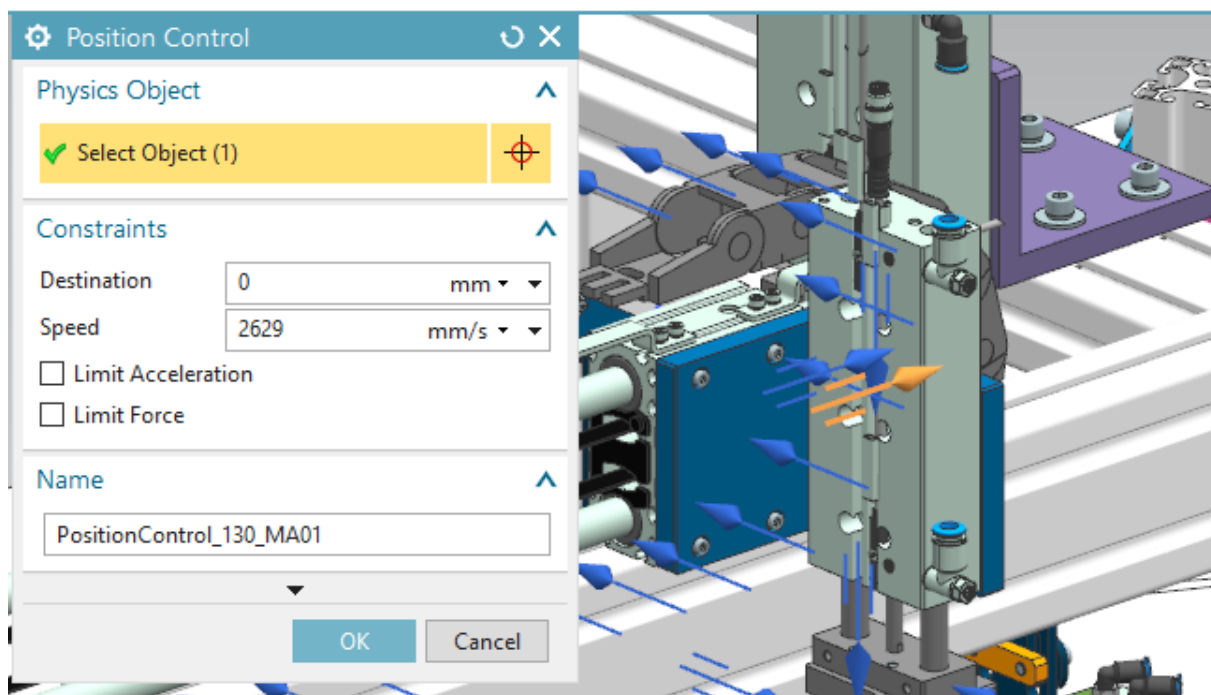 Position Control
Physics Object
Select Object (1)
Constraints
Destination 0 mm
Speed 2629 mm/s
Limit Acceleration
Limit Force
Name
PositionControl_130_MA01
OK Cancel